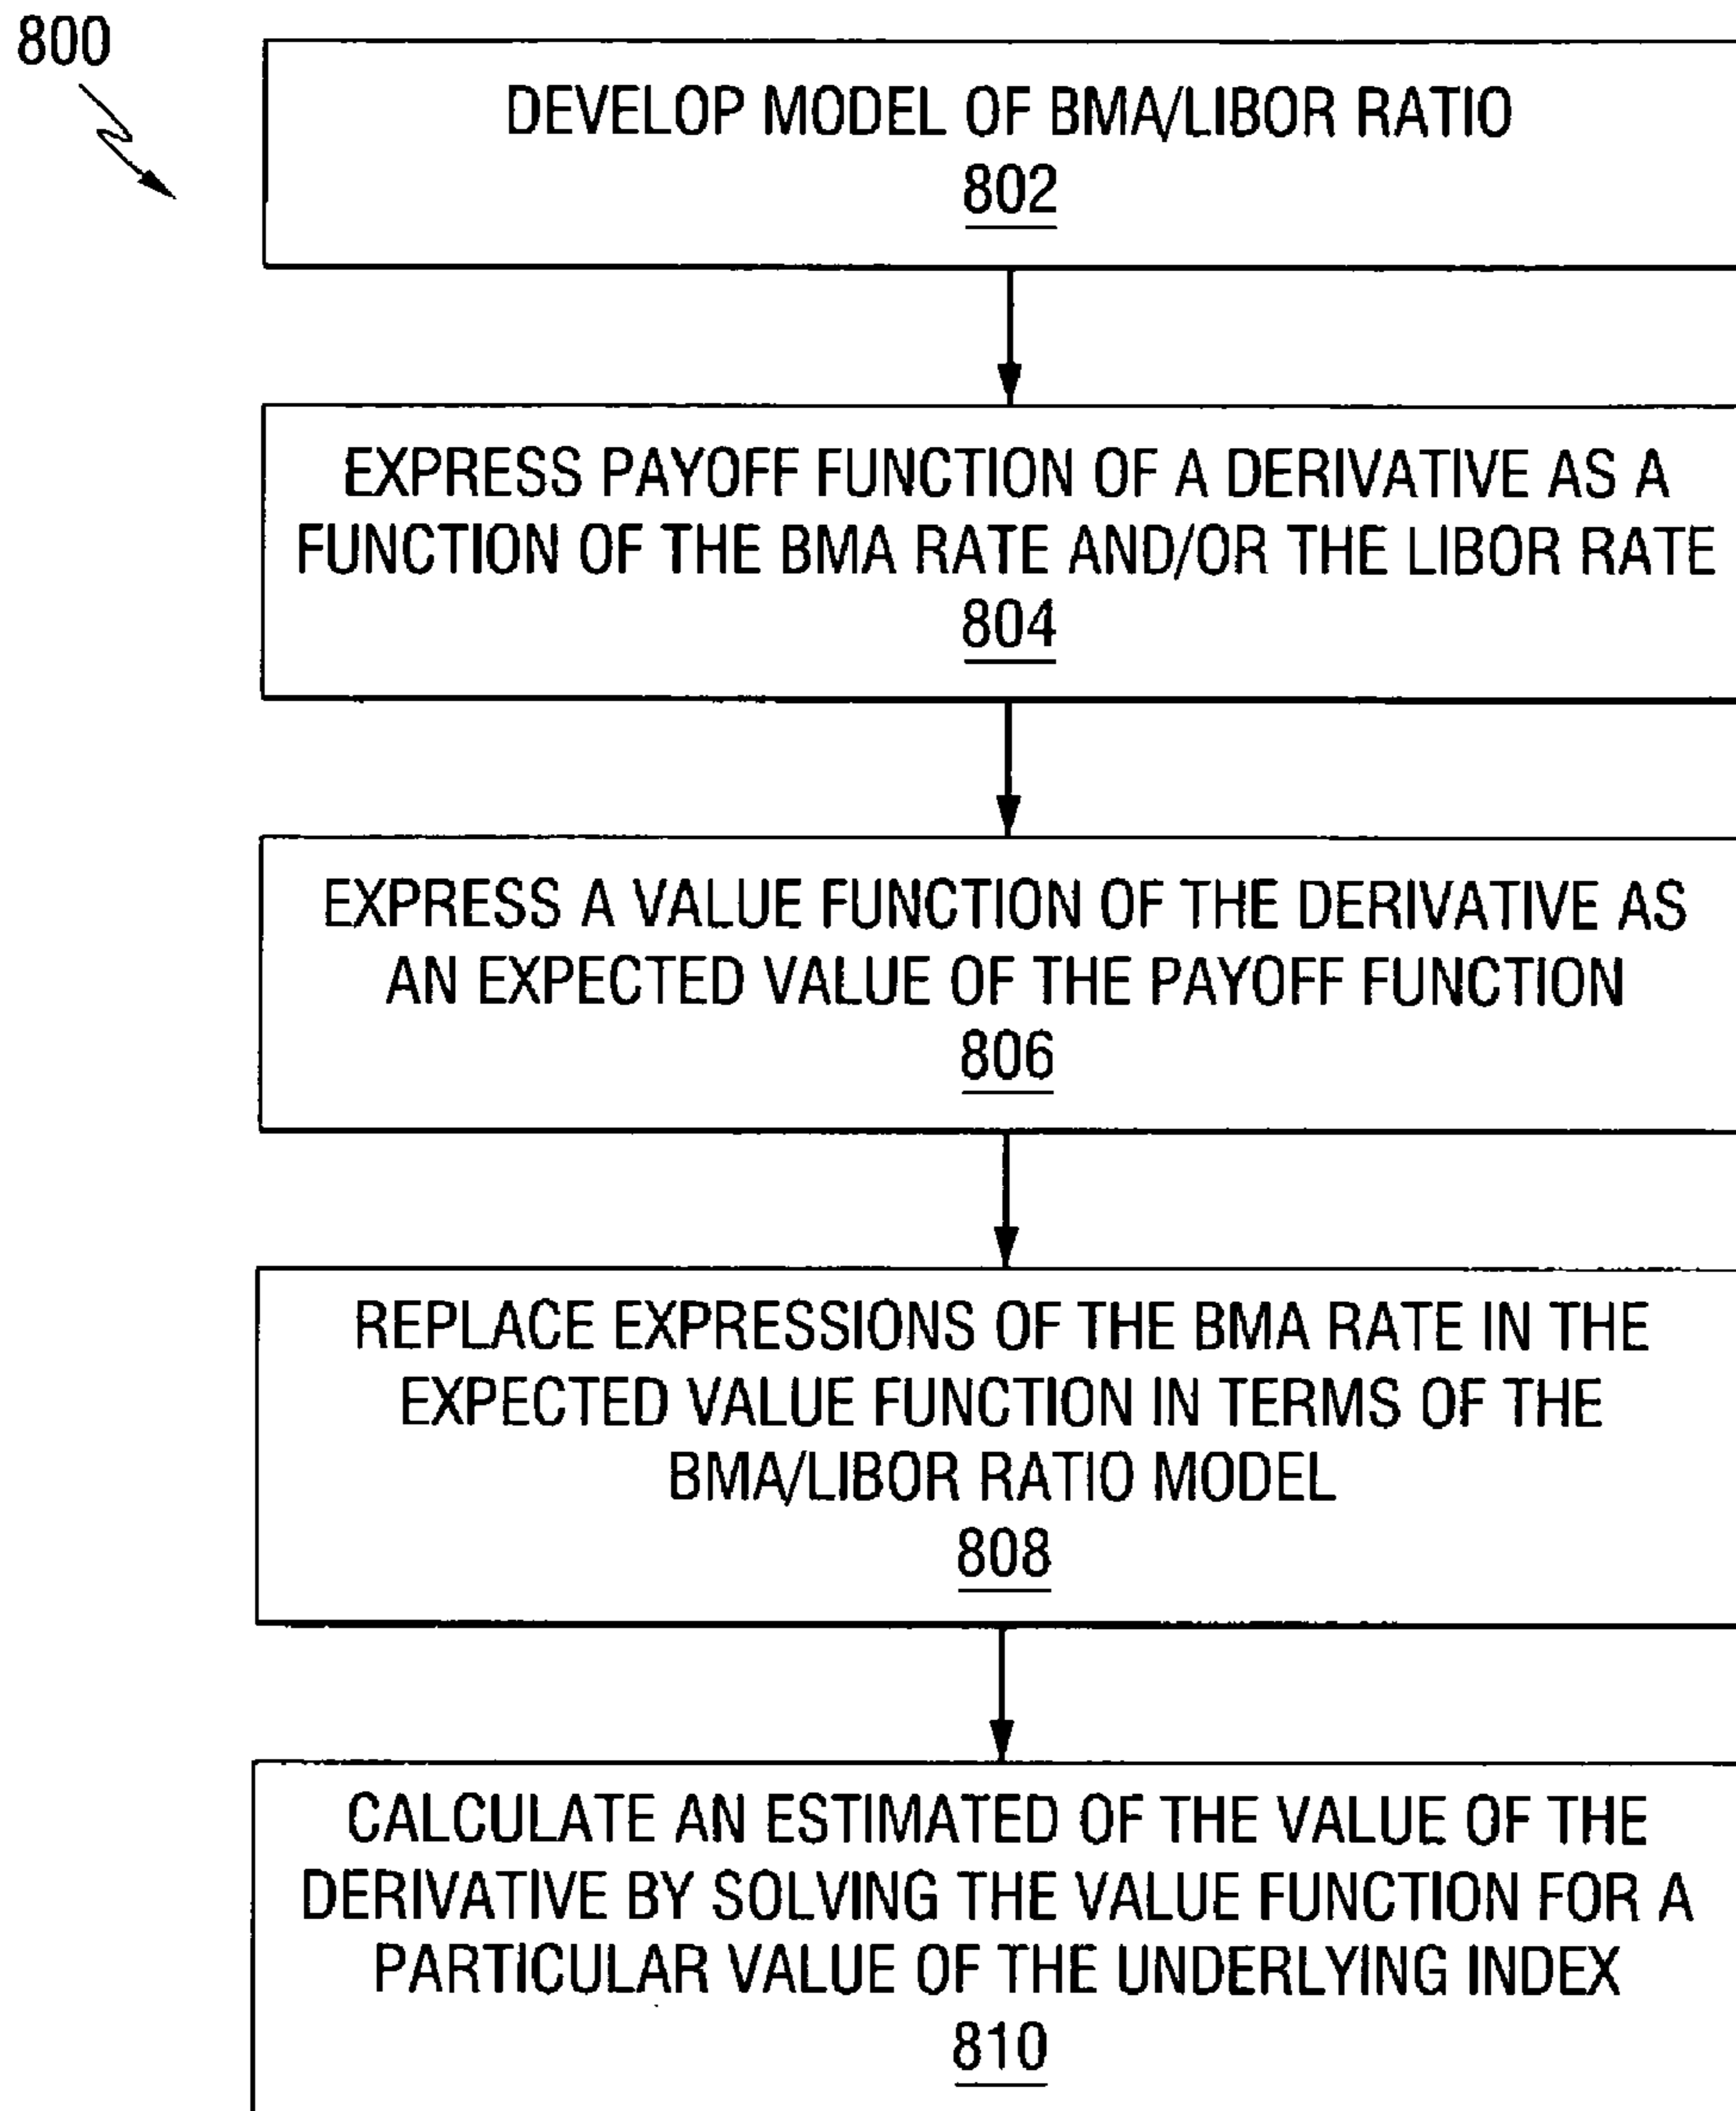 800
DEVELOP MODEL OF BMA/LIBOR RATIO
802
EXPRESS PAYOFF FUNCTION OF A DERIVATIVE AS A
FUNCTION OF THE BMA RATE AND/OR THE LIBOR RATE
804
EXPRESS A VALUE FUNCTION OF THE DERIVATIVE AS
AN EXPECTED VALUE OF THE PAYOFF FUNCTION
806
REPLACE EXPRESSIONS OF THE BMA RATE IN THE
EXPECTED VALUE FUNCTION IN TERMS OF THE
BMA/LIBOR RATIO MODEL
808
CALCULATE AN ESTIMATED OF THE VALUE OF THE
DERIVATIVE BY SOLVING THE VALUE FUNCTION FOR A
PARTICULAR VALUE OF THE UNDERLYING INDEX
810